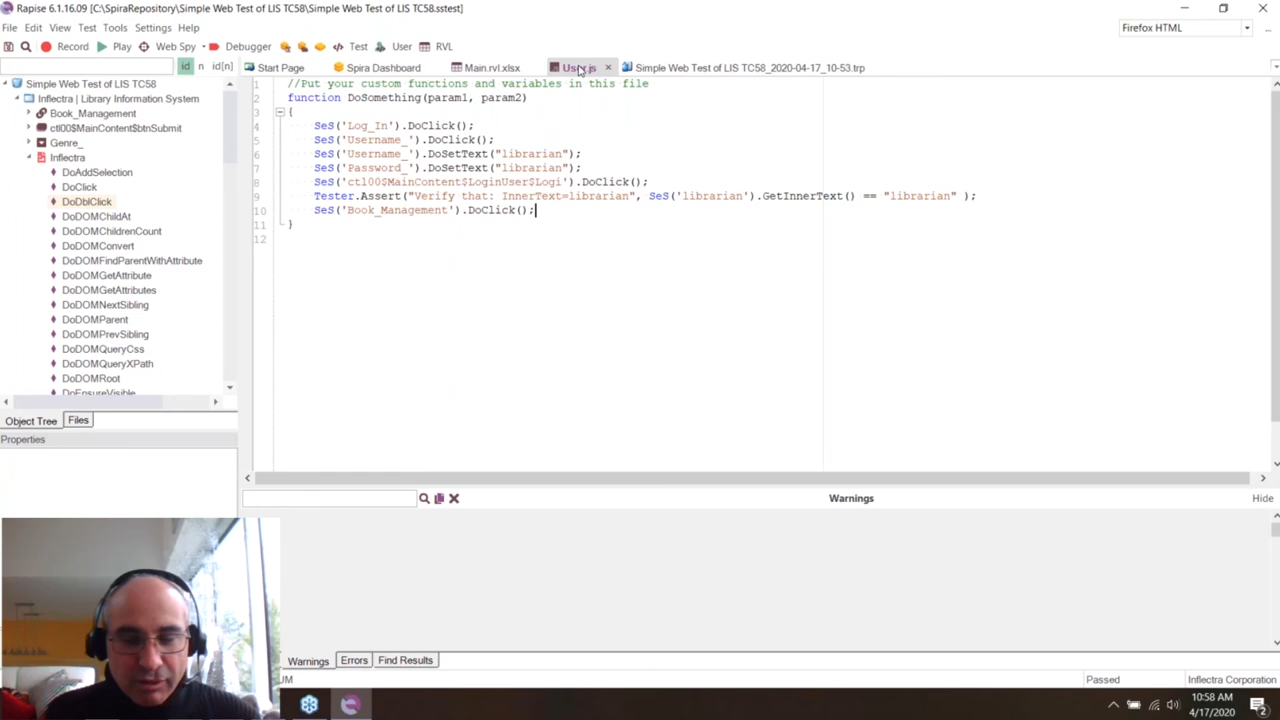 Rapise 6.1.16.09 [C:\SpiraRepository\Simple Web Test of LIS TC58\Simple Web Test of LIS TC58.sstest]
File Edit View Test Tools Settings Help
Firefox HTML
Record Play Web Spy Debugger Test User RVL
id n id[n]
Start Page Spira Dashboard Main.rvl.xlsx User.js Simple Web Test of LIS TC58_2020-04-17_10-53.trp
Simple Web Test of LIS TC58
Inflectra | Library Information System
Book_Management
ctl00$MainContent$btnSubmit
Genre_
Inflectra
DoAddSelection
DoClick
DoDblClick
DoDOMChildAt
DoDOMChildrenCount
DoDOMConvert
DoDOMFindParentWithAttribute
DoDOMGetAttribute
DoDOMGetAttributes
DoDOMNextSibling
DoDOMParent
DoDOMPrevSibling
DoDOMQueryCss
DoDOMQueryXPath
DoDOMRoot
DoEnsureVisible
Object Tree Files
Properties
1 //Put your custom functions and variables in this file
2 function DoSomething(param1, param2)
3 {
4 SeS('Log_In').DoClick();
5 SeS('Username_').DoClick();
6 SeS('Username_').DoSetText("librarian");
7 SeS('Password_').DoSetText("librarian");
8 SeS('ctl00$MainContent$LoginUser$Logi').DoClick();
9 Tester.Assert("Verify that: InnerText=librarian", SeS('librarian').GetInnerText() == "librarian" );
10 SeS('Book_Management').DoClick();
11 }
12
Warnings Hide
Warnings Errors Find Results
UM Passed Inflectra Corporation
10:58 AM
4/17/2020
2